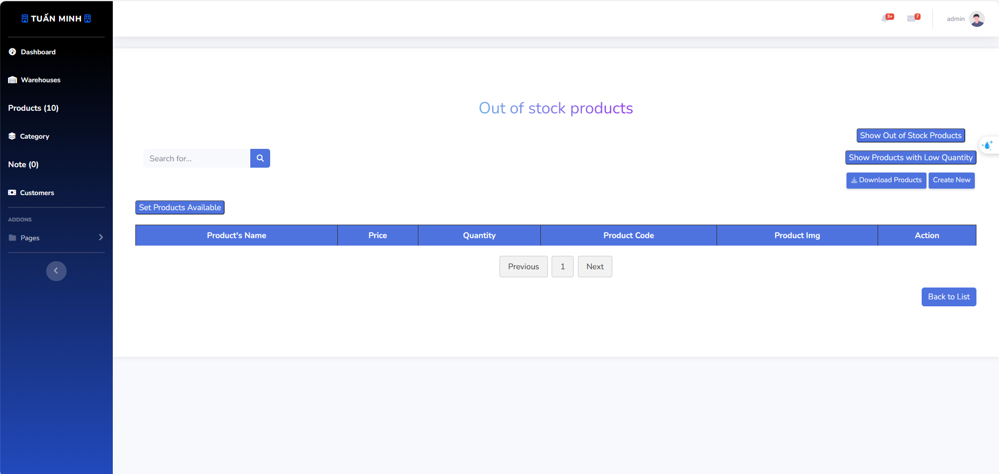 TUẤN MINH
3+
7
admin
Dashboard
Warehouses
Products (10)
Category
Note (0)
Customers
ADDONS
Pages
Out of stock products
Show Out of Stock Products
Search for...
Show Products with Low Quantity
Download Products
Create New
Set Products Available
Product's Name
Price
Quantity
Product Code
Product Img
Action
Previous
1
Next
Back to List